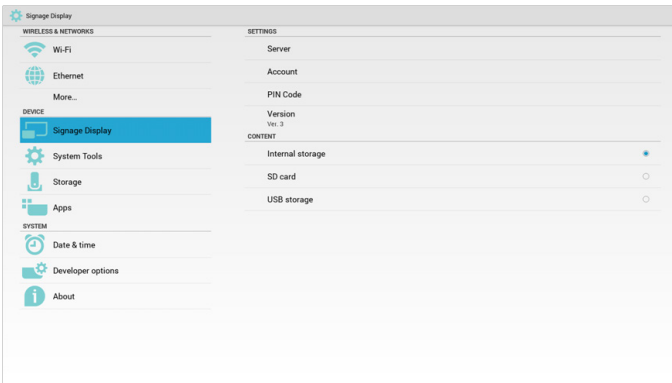 Signage Display
WIRELESS & NETWORKS
Wi-Fi
Ethernet
More...
DEVICE
Signage Display
System Tools
Storage
Apps
SYSTEM
Date & time
Developer options
About
SETTINGS
Server
Account
PIN Code
Version
Ver. 3
CONTENT
Internal storage
SD card
USB storage